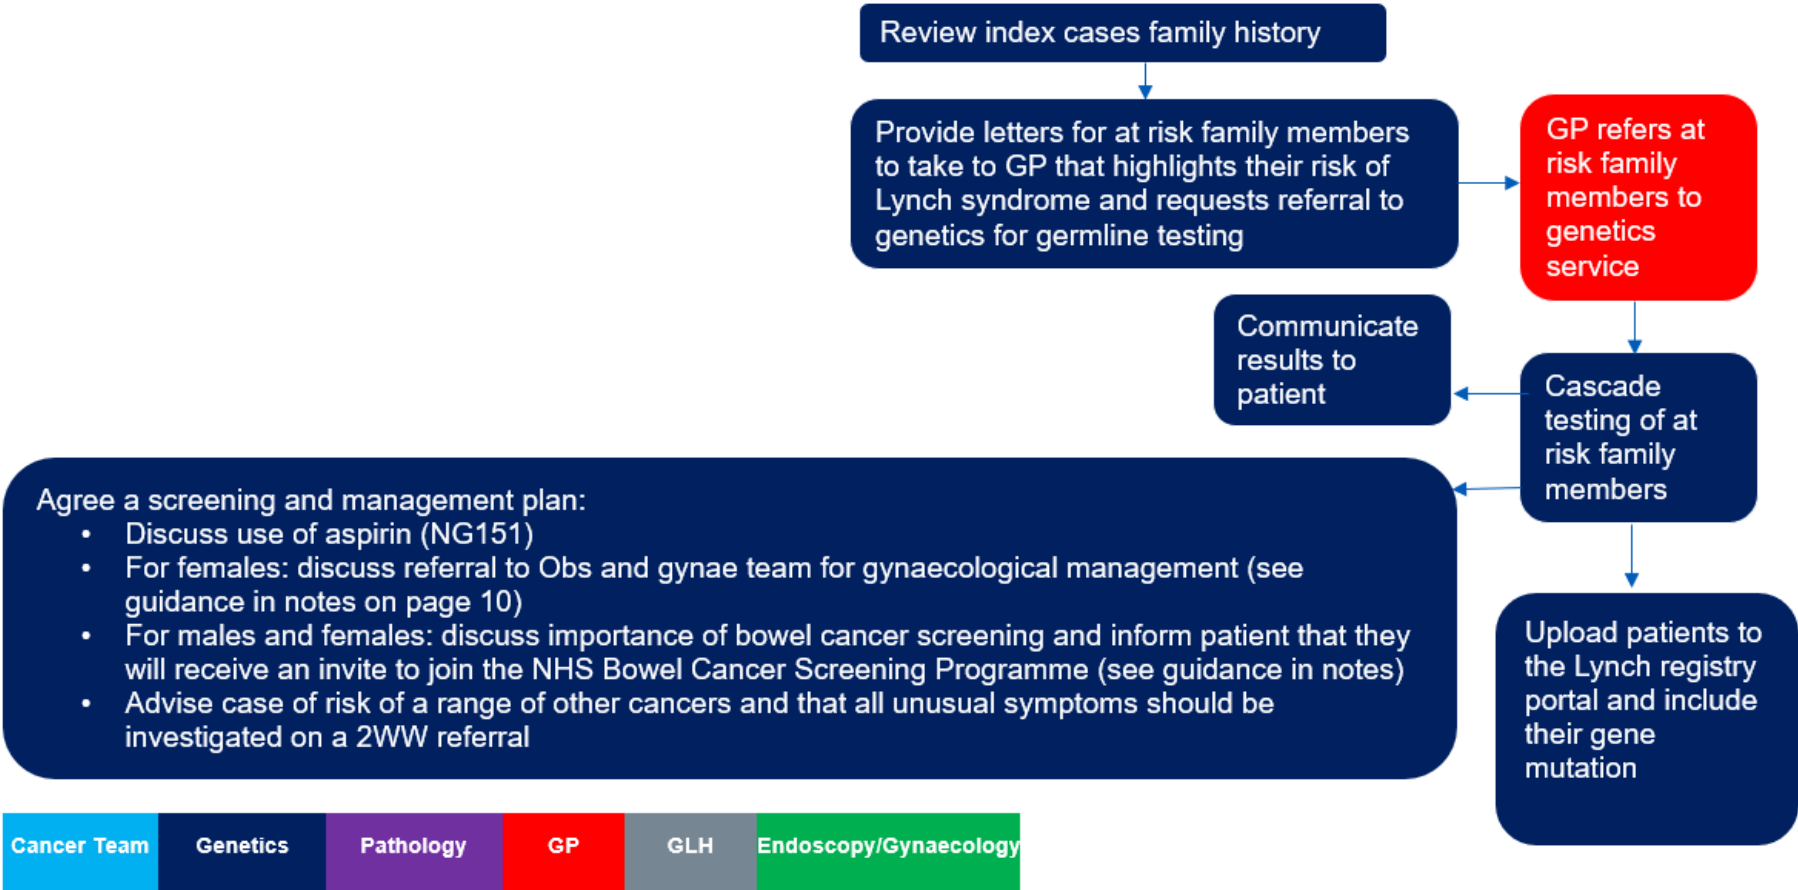 Review index cases family history
Provide letters for at risk family members
to take to GP that highlights their risk of
Lynch syndrome and requests referral to
genetics for germline testing
GP refers at
risk family
members to
genetics
service
Communicate
results to
patient
Cascade
testing of at
risk family
members
Agree a screening and management plan:
• Discuss use of aspirin (NG151)
• For females: discuss referral to Obs and gynae team for gynaecological management (see
guidance in notes on page 10)
• For males and females: discuss importance of bowel cancer screening and inform patient that they
will receive an invite to join the NHS Bowel Cancer Screening Programme (see guidance in notes)
• Advise case of risk of a range of other cancers and that all unusual symptoms should be
investigated on a 2WW referral
Upload patients to
the Lynch registry
portal and include
their gene
mutation
Cancer Team
Genetics
Pathology
GP
GLH
Endoscopy/Gynaecology